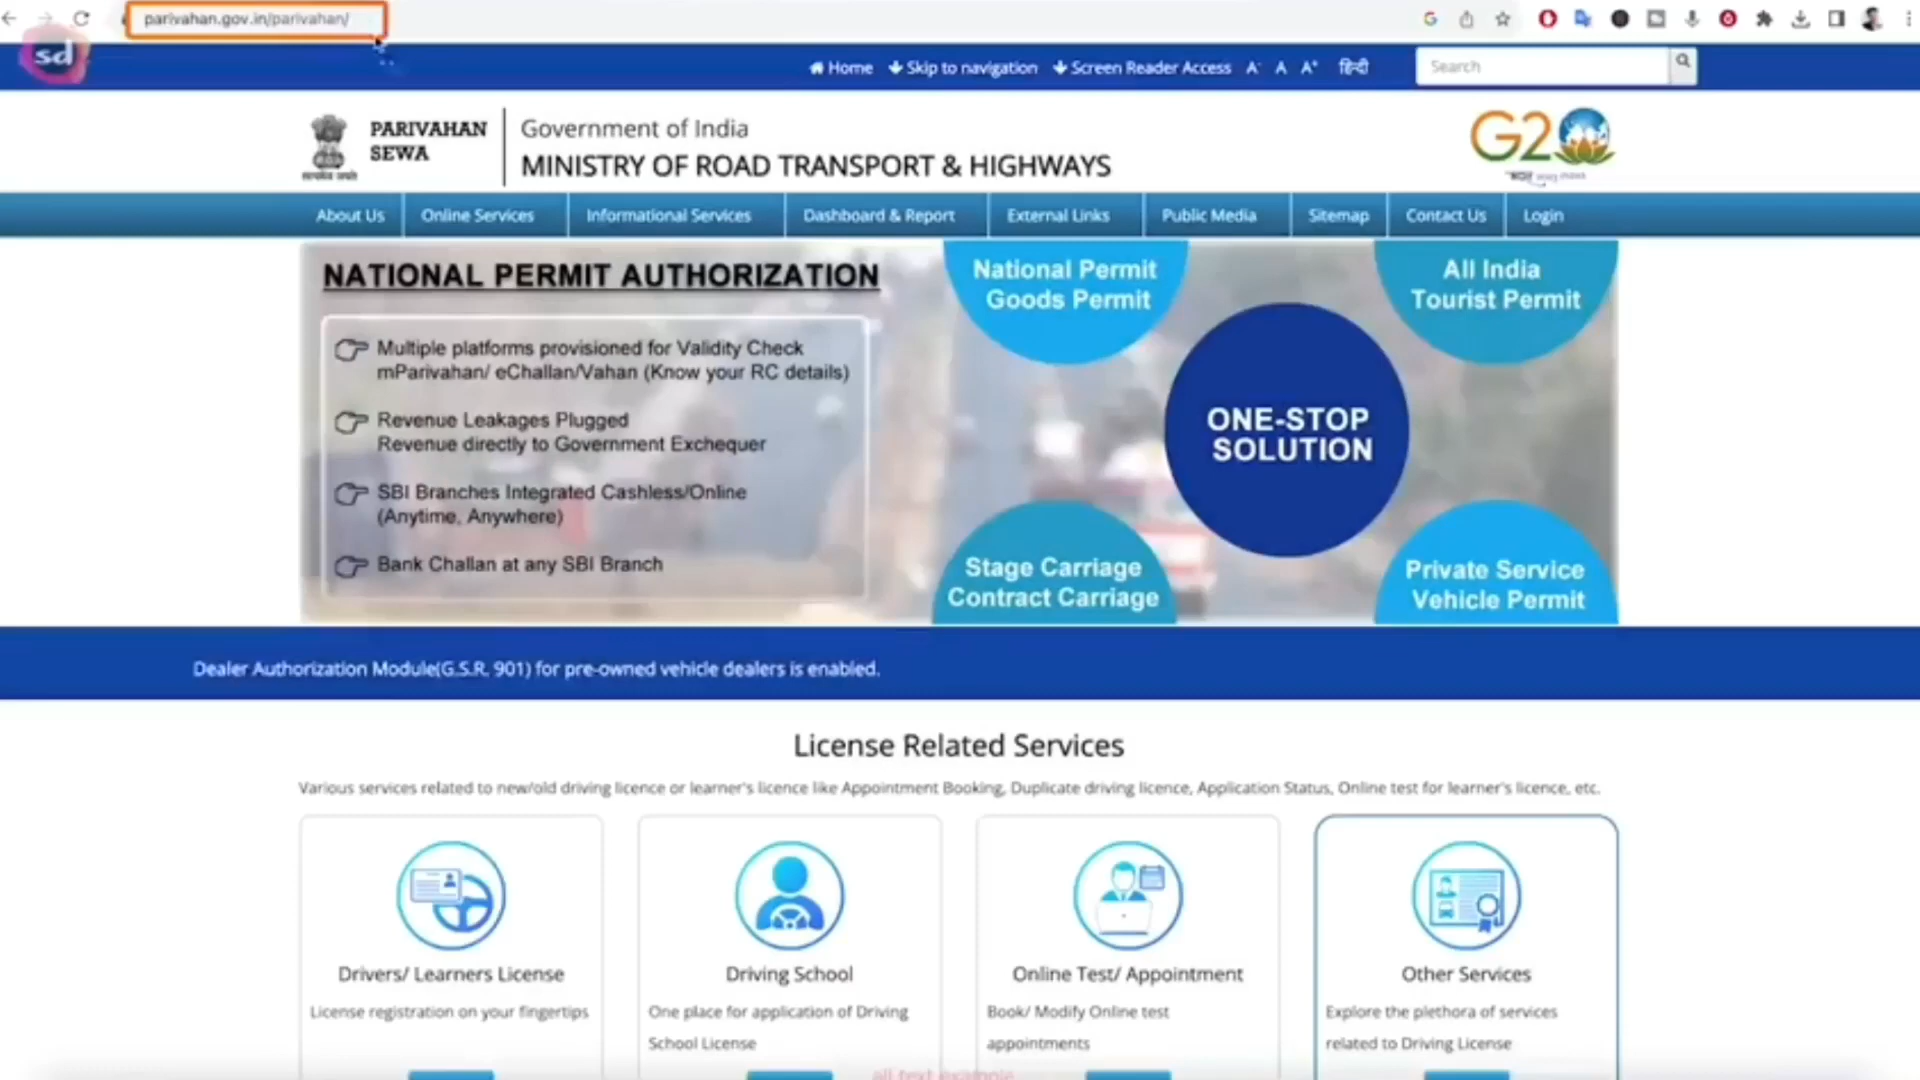 parivahan.gov.in/parivahan/
sd
Home Skip to navigation Screen Reader Access A- A A+ हिन्दी Search
PARIVAHAN
SEWA
Government of India
MINISTRY OF ROAD TRANSPORT & HIGHWAYS
G20
About Us Online Services Informational Services Dashboard & Report External Links Public Media Sitemap Contact Us Login
NATIONAL PERMIT AUTHORIZATION
Multiple platforms provisioned for Validity Check
mParivahan/ eChallan/Vahan (Know your RC details)
Revenue Leakages Plugged
Revenue directly to Government Exchequer
SBI Branches Integrated Cashless/Online
(Anytime, Anywhere)
Bank Challan at any SBI Branch
National Permit
Goods Permit
All India
Tourist Permit
ONE-STOP
SOLUTION
Stage Carriage
Contract Carriage
Private Service
Vehicle Permit
Dealer Authorization Module(G.S.R. 901) for pre-owned vehicle dealers is enabled.
License Related Services
Various services related to new/old driving licence or learner's licence like Appointment Booking, Duplicate driving licence, Application Status, Online test for learner's licence, etc.
Drivers/ Learners License
License registration on your fingertips
Driving School
One place for application of Driving
School License
Online Test/ Appointment
Book/ Modify Online test
appointments
Other Services
Explore the plethora of services
related to Driving License